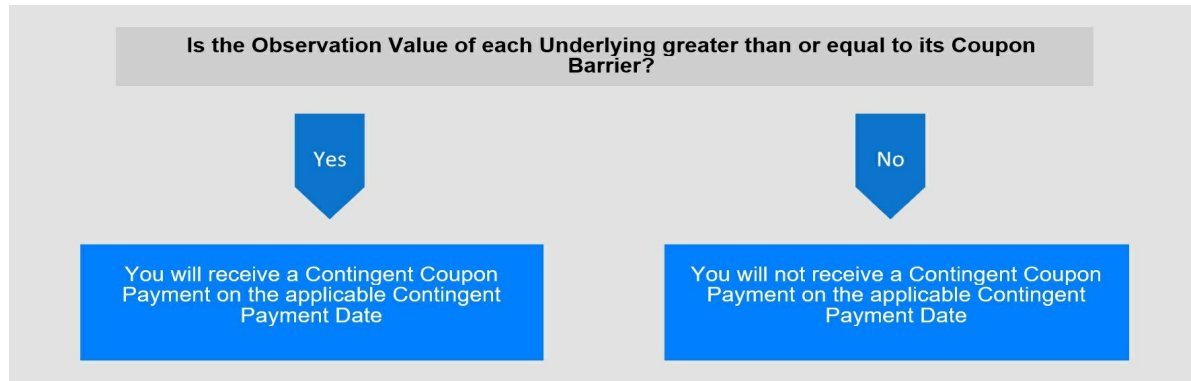 Is the Observation Value of each Underlying greater than or equal to its Coupon
Barrier?
Yes
No
You will receive a Contingent Coupon
Payment on the applicable Contingent
Payment Date
You will not receive a Contingent Coupon
Payment on the applicable Contingent
Payment Date